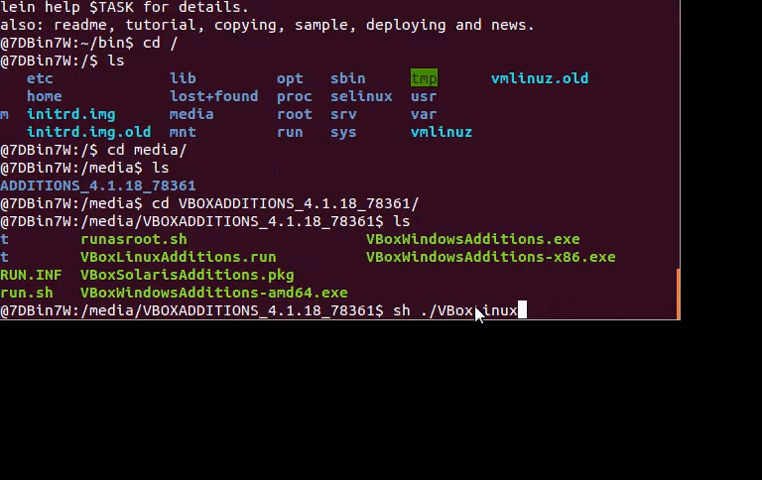 lein help $TASK for details.
also: readme, tutorial, copying, sample, deploying and news.
@7DBin7W:~/bin$ cd /
@7DBin7W:/$ ls
etc lib opt sbin tmp vmlinuz.old
home lost+found proc selinux usr
m initrd.img media root srv var
initrd.img.old mnt run sys vmlinuz
@7DBin7W:/$ cd media/
@7DBin7W:/media$ ls
ADDITIONS_4.1.18_78361
@7DBin7W:/media$ cd VBOXADDITIONS_4.1.18_78361/
@7DBin7W:/media/VBOXADDITIONS_4.1.18_78361$ ls
t runasroot.sh VBoxWindowsAdditions.exe
t VBoxLinuxAdditions.run VBoxWindowsAdditions-x86.exe
RUN.INF VBoxSolarisAdditions.pkg
run.sh VBoxWindowsAdditions-amd64.exe
@7DBin7W:/media/VBOXADDITIONS_4.1.18_78361$ sh ./VBoxLinux